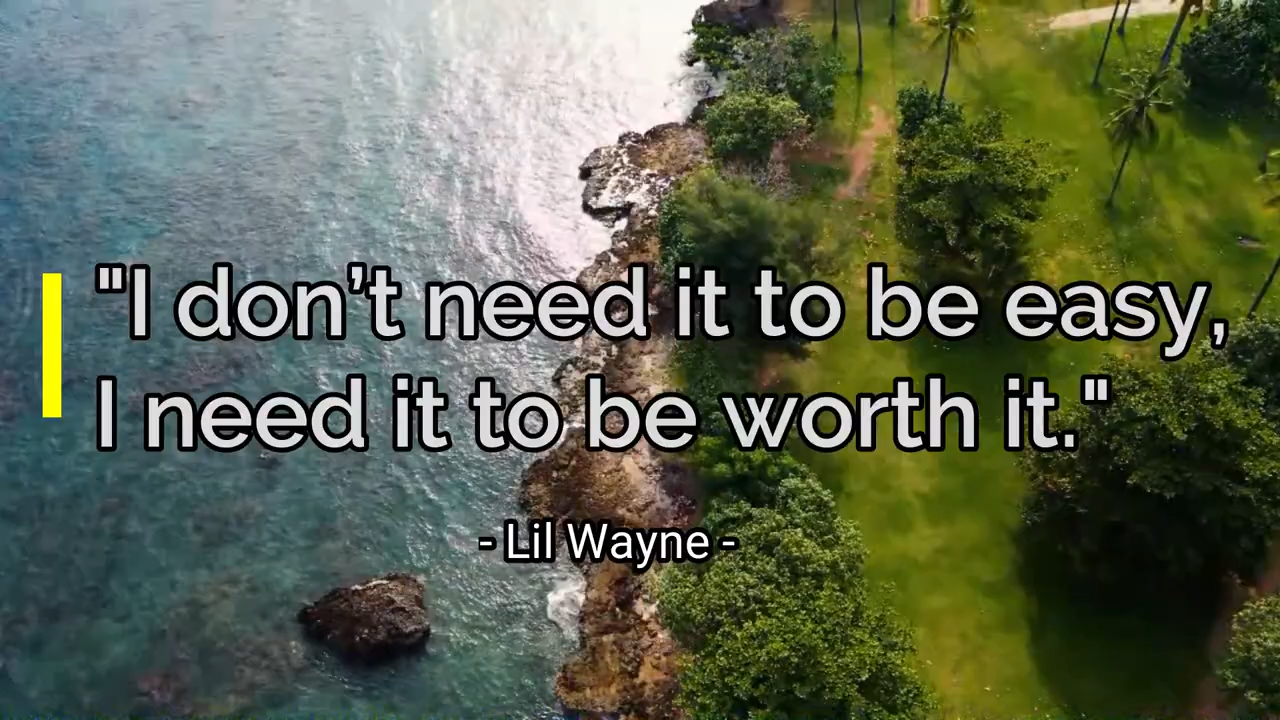 "I don’t need it to be easy,
I need it to be worth it."
- Lil Wayne -